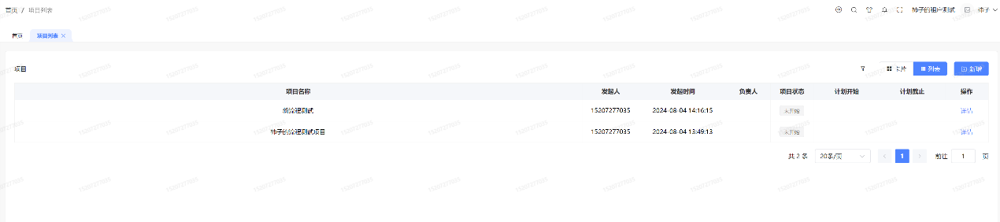 首页 / 项目列表
柿子的租户测试 柿子
首页 项目列表
项目 卡片 列表 新增
项目名称 发起人 发起时间 负责人 项目状态 计划开始 计划截止 操作
新流程测试 15207277035 2024-08-04 14:16:15 未开始 详情
柿子的流程测试项目 15207277035 2024-08-04 13:49:13 未开始 详情
共 2 条 20条/页 1 前往 1 页